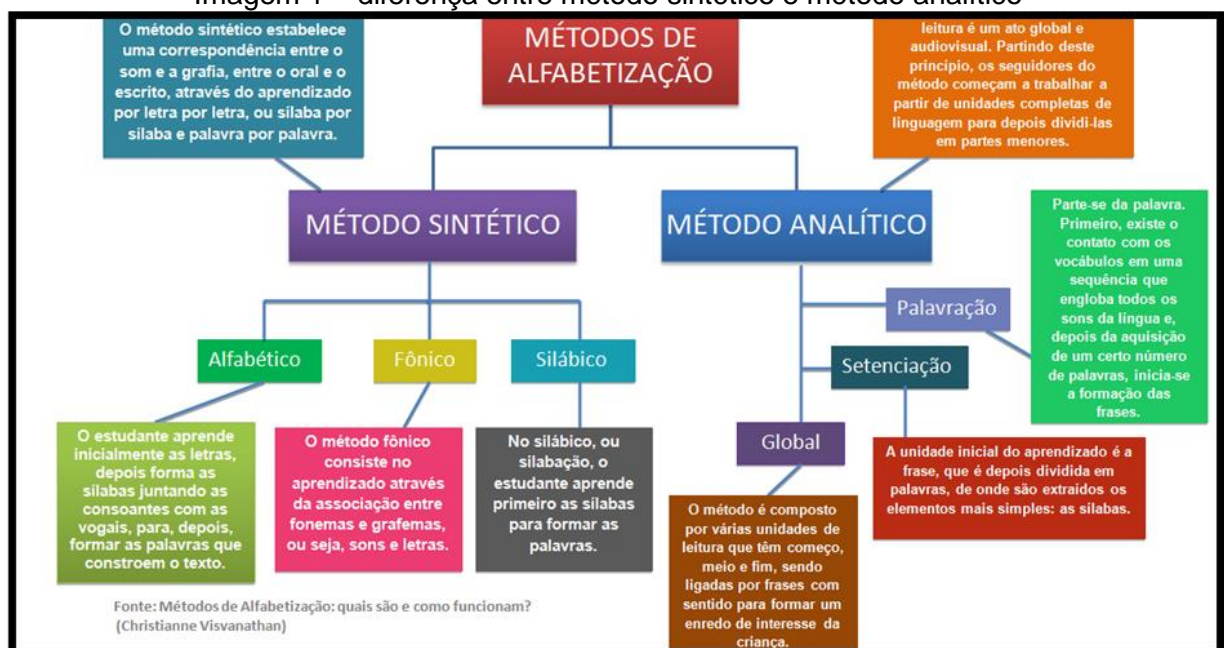 Imagem 1 – diferença entre método sintético e método analítico
O método sintético estabelece
uma correspondência entre o
som e a grafia, entre o oral e o
escrito, através do aprendizado
por letra por letra, ou sílaba por
sílaba e palavra por palavra.
MÉTODOS DE
ALFABETIZAÇÃO
leitura é um ato global e
audiovisual. Partindo deste
princípio, os seguidores do
método começam a trabalhar a
partir de unidades completas de
linguagem para depois dividi-las
em partes menores.
MÉTODO SINTÉTICO
MÉTODO ANALÍTICO
Alfabético
Fônico
Silábico
O estudante aprende
inicialmente as letras,
depois forma as
sílabas juntando as
consoantes com as
vogais, para, depois,
formar as palavras que
constroem o texto.
O método fônico
consiste no
aprendizado através
da associação entre
fonemas e grafemas,
ou seja, sons e letras.
No silábico, ou
silabação, o
estudante aprende
primeiro as sílabas
para formar as
palavras.
Palavração
Setenciação
Global
Parte-se da palavra.
Primeiro, existe o
contato com os
vocábulos em uma
sequência que
engloba todos os
sons da língua e,
depois da aquisição
de um certo número
de palavras, inicia-se
a formação das
frases.
A unidade inicial do aprendizado é a
frase, que é depois dividida em
palavras, de onde são extraídos os
elementos mais simples: as sílabas.
O método é composto
por várias unidades de
leitura que têm começo,
meio e fim, sendo
ligadas por frases com
sentido para formar um
enredo de interesse da
criança.
Fonte: Métodos de Alfabetização: quais são e como funcionam?
(Christianne Visvanathan)